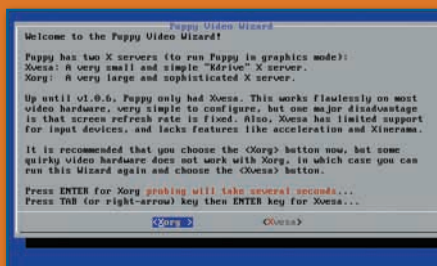 Puppy Video Wizard
Welcome to the Puppy Video Wizard!
Puppy has two X servers (to run Puppy in graphics mode):
Xvesa: A very small and simple "Kdrive" X server.
Xorg: A very large and sophisticated X server.
Up until v1.0.6, Puppy only had Xvesa. This works flawlessly on most
video hardware, very simple to configure, but one major disadvantage
is that screen refresh rate is fixed. Also, Xvesa has limited support
for input devices, and lacks features like acceleration and Xinerama.
It is recommended that you choose the <Xorg> button now, but some
quirky video hardware does not work with Xorg, in which case you can
run this Wizard again and choose the <Xvesa> button.
Press ENTER for Xorg probing will take several seconds...
Press TAB (or right-arrow) key then ENTER key for Xvesa...
<Xorg > <Xvesa>